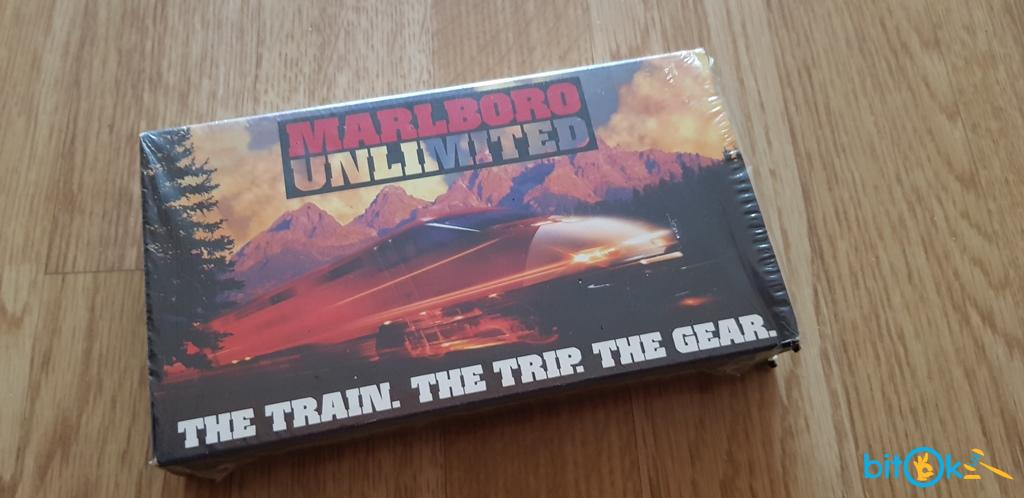 MARLBORO
UNLIMITED
THE TRAIN. THE TRIP. THE GEAR.
bitOk